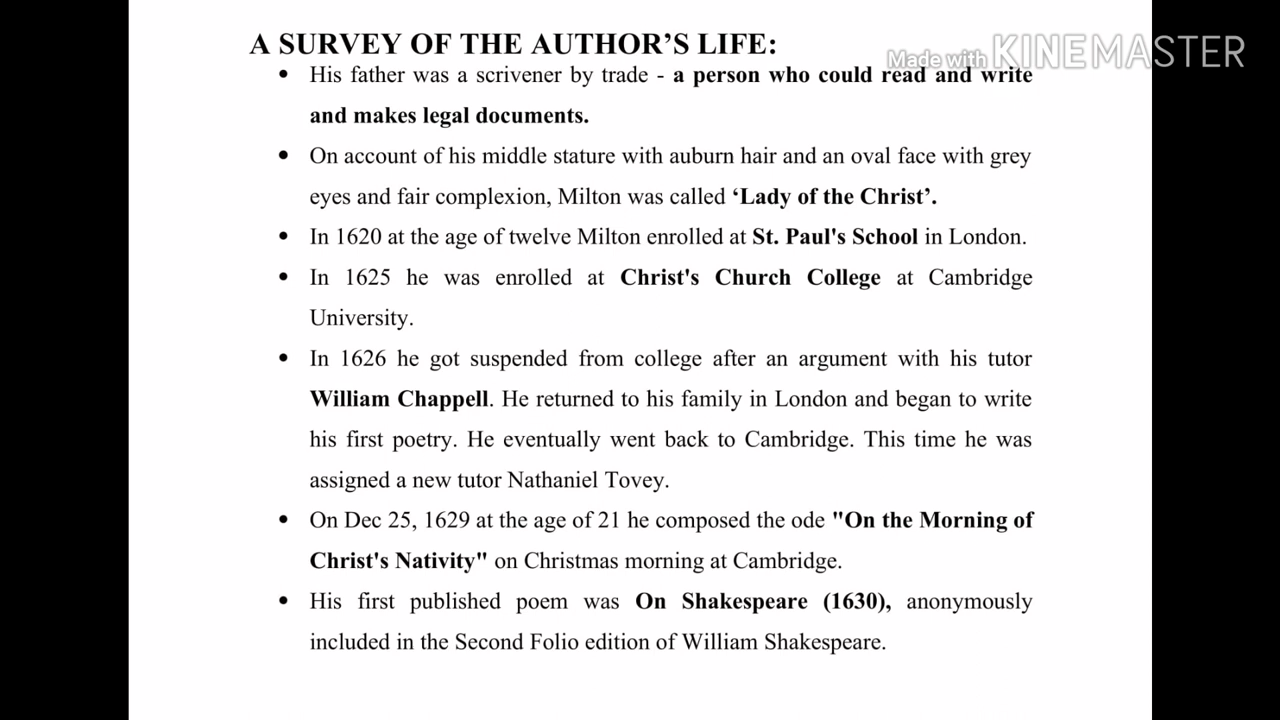 A SURVEY OF THE AUTHOR'S LIFE:
Made with KINEMASTER
• His father was a scrivener by trade - a person who could read and write
and makes legal documents.
• On account of his middle stature with auburn hair and an oval face with grey
eyes and fair complexion, Milton was called ‘Lady of the Christ’.
• In 1620 at the age of twelve Milton enrolled at St. Paul's School in London.
• In 1625 he was enrolled at Christ's Church College at Cambridge
University.
• In 1626 he got suspended from college after an argument with his tutor
William Chappell. He returned to his family in London and began to write
his first poetry. He eventually went back to Cambridge. This time he was
assigned a new tutor Nathaniel Tovey.
• On Dec 25, 1629 at the age of 21 he composed the ode "On the Morning of
Christ's Nativity" on Christmas morning at Cambridge.
• His first published poem was On Shakespeare (1630), anonymously
included in the Second Folio edition of William Shakespeare.